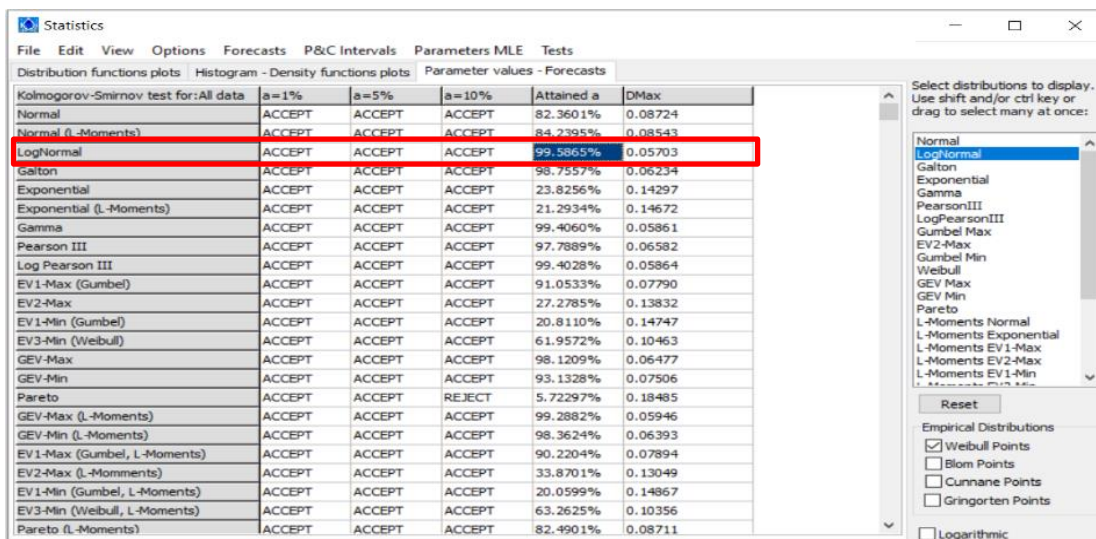 Statistics
File Edit View Options Forecasts P&C Intervals Parameters MLE Tests
Distribution functions plots Histogram - Density functions plots Parameter values - Forecasts
Kolmogorov-Smirnov test for:All data a=1% a=5% a=10% Attained a DMax
Normal ACCEPT ACCEPT ACCEPT 82.3601% 0.08724
Normal (L-Moments) ACCEPT ACCEPT ACCEPT 84.2395% 0.08543
LogNormal ACCEPT ACCEPT ACCEPT 99.5865% 0.05703
Galton ACCEPT ACCEPT ACCEPT 98.7557% 0.06234
Exponential ACCEPT ACCEPT ACCEPT 23.8256% 0.14297
Exponential (L-Moments) ACCEPT ACCEPT ACCEPT 21.2934% 0.14672
Gamma ACCEPT ACCEPT ACCEPT 99.4060% 0.05861
Pearson III ACCEPT ACCEPT ACCEPT 97.7889% 0.06582
Log Pearson III ACCEPT ACCEPT ACCEPT 99.4028% 0.05864
EV1-Max (Gumbel) ACCEPT ACCEPT ACCEPT 91.0533% 0.07790
EV2-Max ACCEPT ACCEPT ACCEPT 27.2785% 0.13832
EV1-Min (Gumbel) ACCEPT ACCEPT ACCEPT 20.8110% 0.14747
EV3-Min (Weibull) ACCEPT ACCEPT ACCEPT 61.9572% 0.10463
GEV-Max ACCEPT ACCEPT ACCEPT 98.1209% 0.06477
GEV-Min ACCEPT ACCEPT ACCEPT 93.1328% 0.07506
Pareto ACCEPT ACCEPT REJECT 5.72297% 0.18485
GEV-Max (L-Moments) ACCEPT ACCEPT ACCEPT 99.2882% 0.05946
GEV-Min (L-Moments) ACCEPT ACCEPT ACCEPT 98.3624% 0.06393
EV1-Max (Gumbel, L-Moments) ACCEPT ACCEPT ACCEPT 90.2204% 0.07894
EV2-Max (L-Momments) ACCEPT ACCEPT ACCEPT 33.8701% 0.13049
EV1-Min (Gumbel, L-Moments) ACCEPT ACCEPT ACCEPT 20.0599% 0.14867
EV3-Min (Weibull, L-Moments) ACCEPT ACCEPT ACCEPT 63.2625% 0.10356
Pareto (L-Moments) ACCEPT ACCEPT ACCEPT 82.4901% 0.08711
Select distributions to display.
Use shift and/or ctrl key or
drag to select many at once:
Normal
LogNormal
Galton
Exponential
Gamma
PearsonIII
LogPearsonIII
Gumbel Max
EV2-Max
Gumbel Min
Weibull
GEV Max
GEV Min
Pareto
L-Moments Normal
L-Moments Exponential
L-Moments EV1-Max
L-Moments EV2-Max
L-Moments EV1-Min
Reset
Empirical Distributions
Weibull Points
Blom Points
Cunnane Points
Gringorten Points
Logarithmic